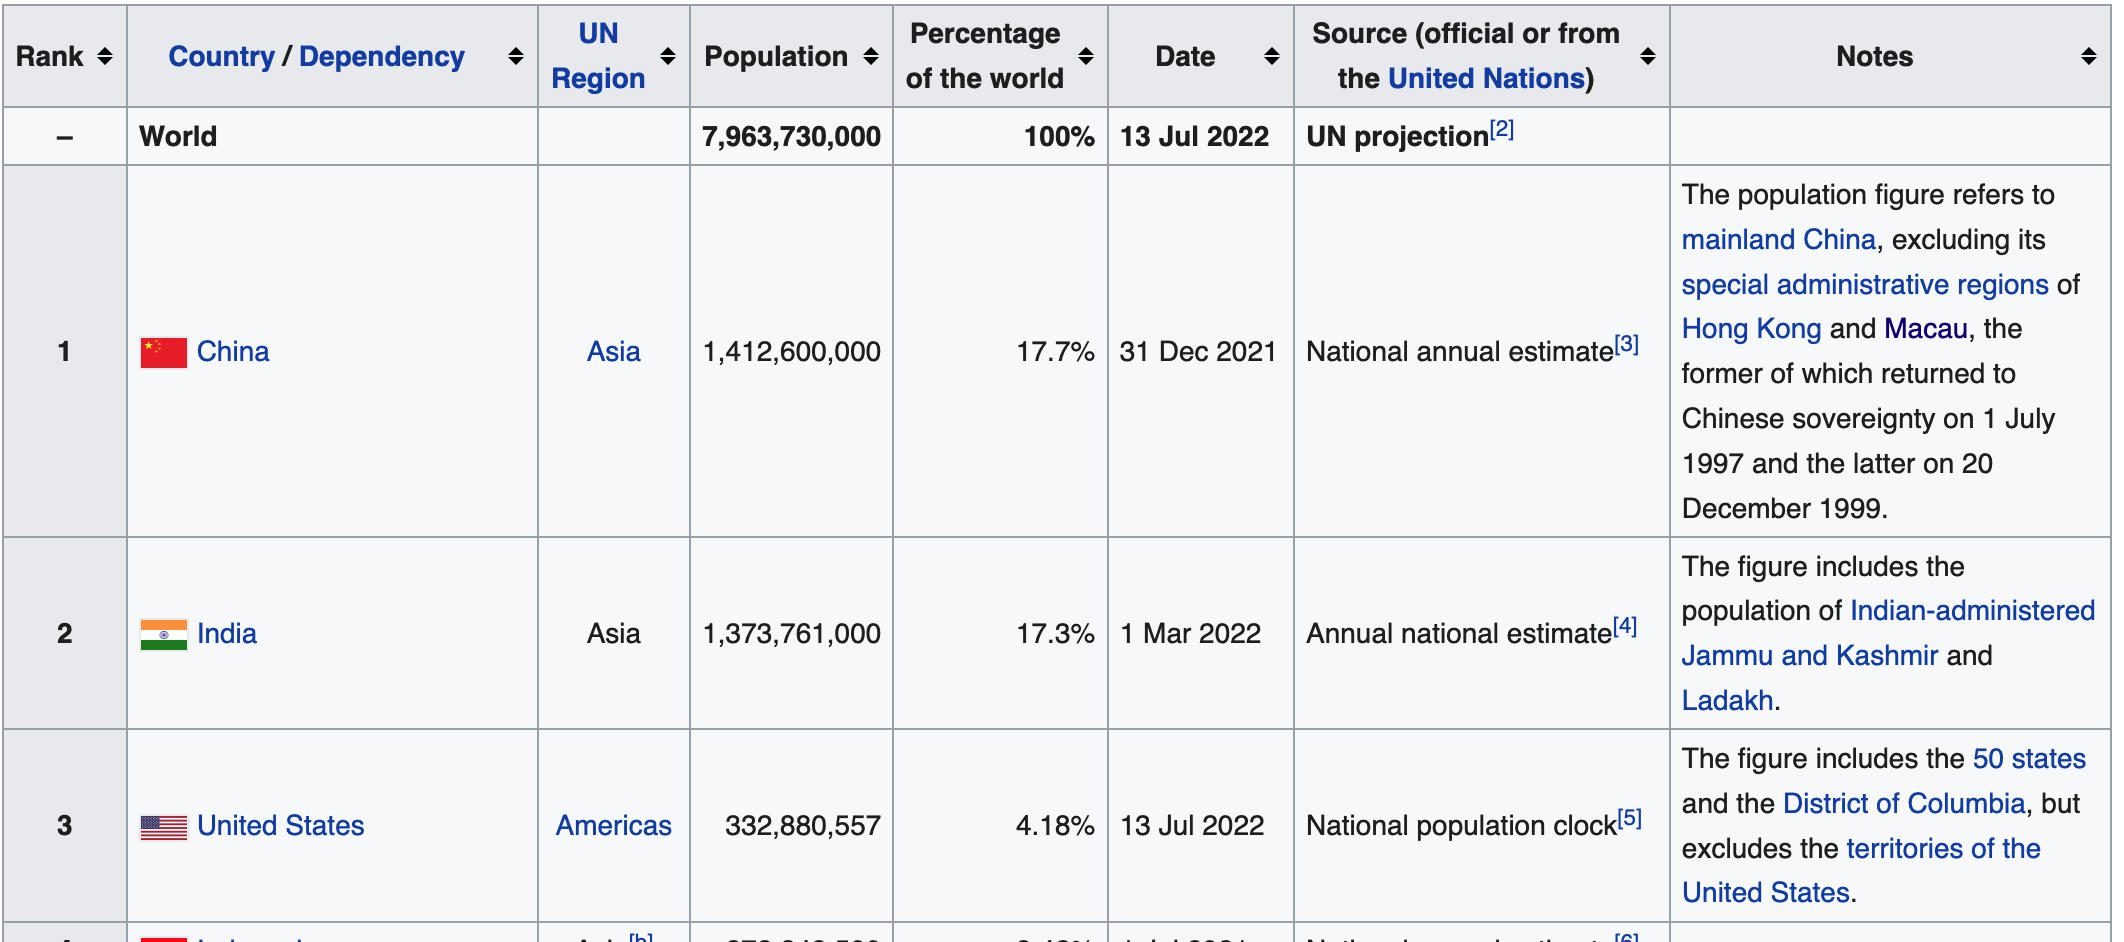 Rank Country / Dependency UN Region Population Percentage of the world Date Source (official or from the United Nations) Notes
– World 7,963,730,000 100% 13 Jul 2022 UN projection[2]
1 China Asia 1,412,600,000 17.7% 31 Dec 2021 National annual estimate[3]
The population figure refers to
mainland China, excluding its
special administrative regions of
Hong Kong and Macau, the
former of which returned to
Chinese sovereignty on 1 July
1997 and the latter on 20
December 1999.
2 India Asia 1,373,761,000 17.3% 1 Mar 2022 Annual national estimate[4]
The figure includes the
population of Indian-administered
Jammu and Kashmir and
Ladakh.
3 United States Americas 332,880,557 4.18% 13 Jul 2022 National population clock[5]
The figure includes the 50 states
and the District of Columbia, but
excludes the territories of the
United States.